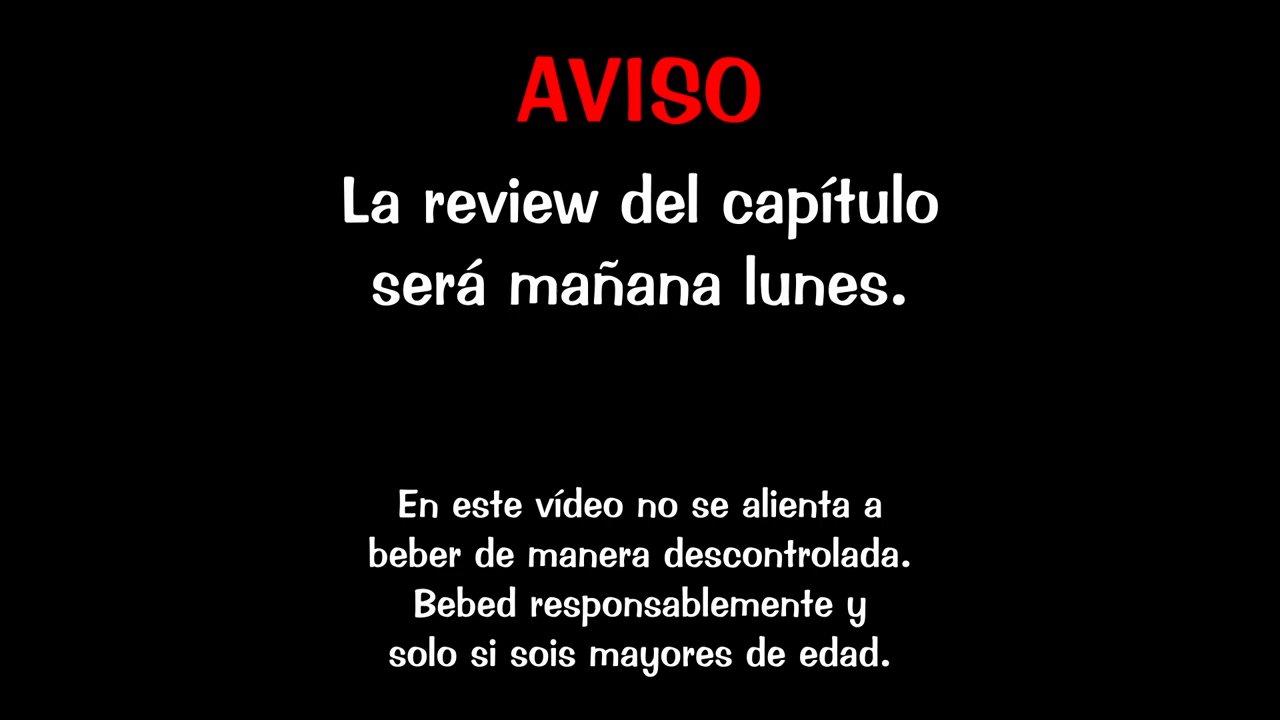 AVISO
La review del capítulo
será mañana lunes.
En este vídeo no se alienta a
beber de manera descontrolada.
Bebed responsablemente y
solo si sois mayores de edad.